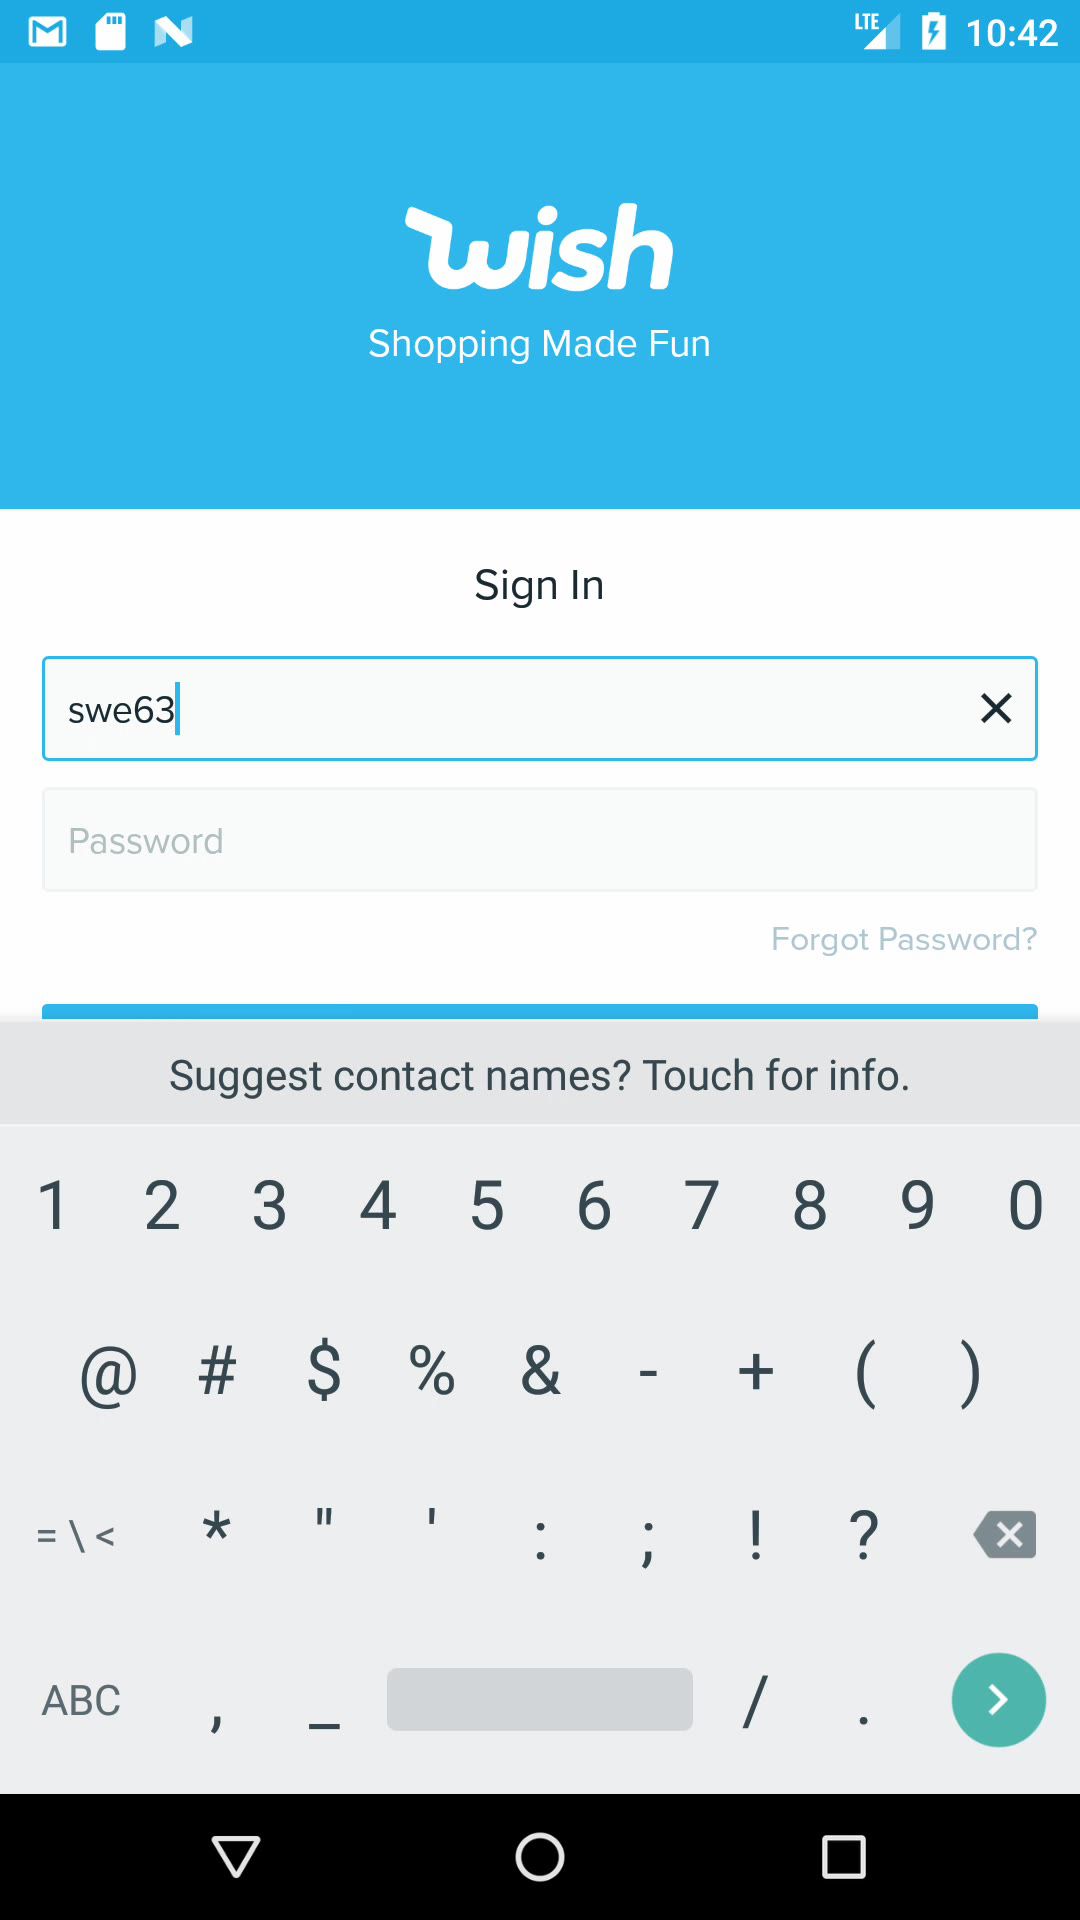 LTE 10:42
wish
Shopping Made Fun
Sign In
swe63
Password
Forgot Password?
Suggest contact names? Touch for info.
1 2 3 4 5 6 7 8 9 0
@ # $ % & - + ( )
= \ < * " ' : ; ! ?
ABC , _ / .